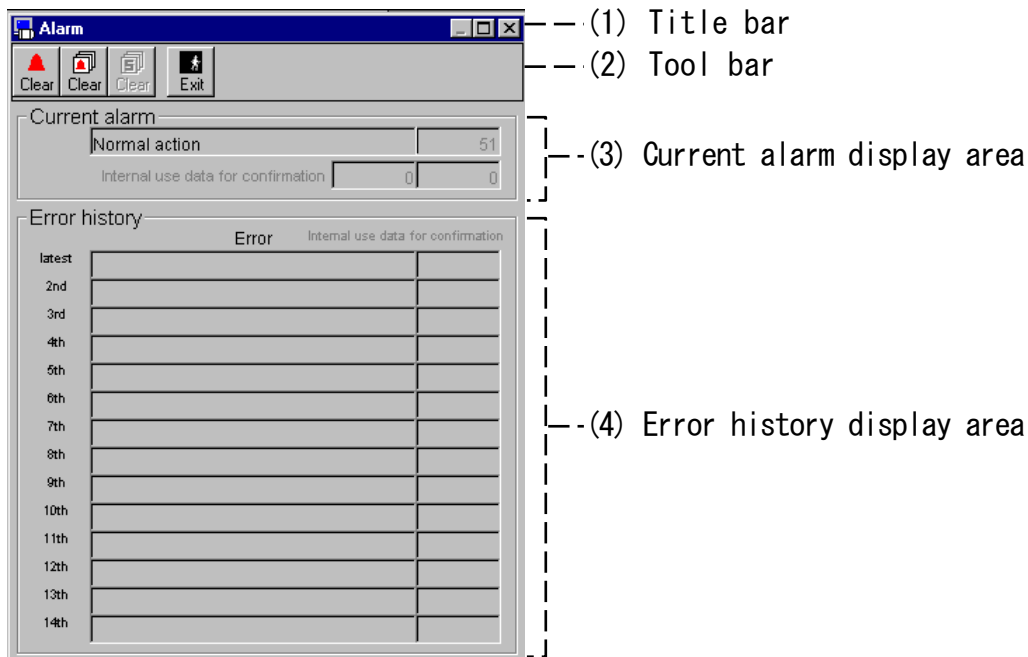 Alarm
(1) Title bar
Clear Clear Clear Exit
S
(2) Tool bar
Current alarm
Normal action 51
(3) Current alarm display area
Internal use data for confirmation 0 0
Error history
Error Internal use data for confirmation
latest
2nd
3rd
4th
5th
6th
7th
(4) Error history display area
8th
9th
10th
11th
12th
13th
14th